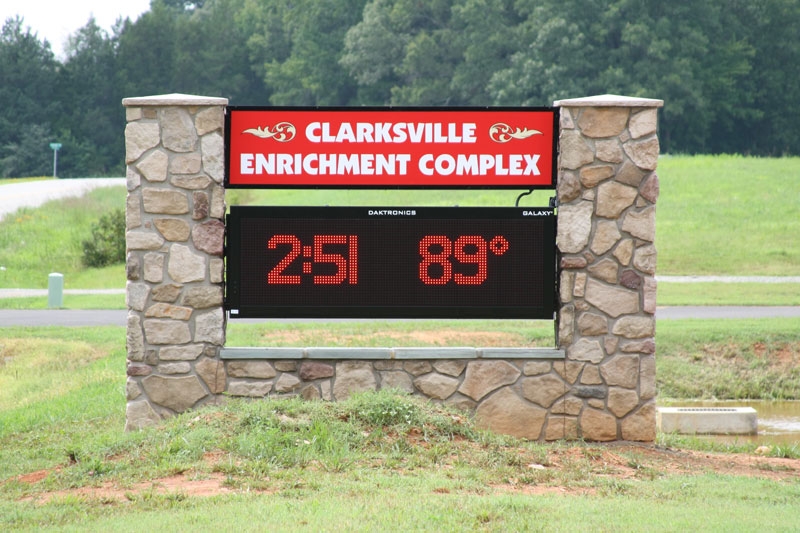 CLARKSVILLE
ENRICHMENT COMPLEX
DAKTRONICS GALAXY
2:51 89°